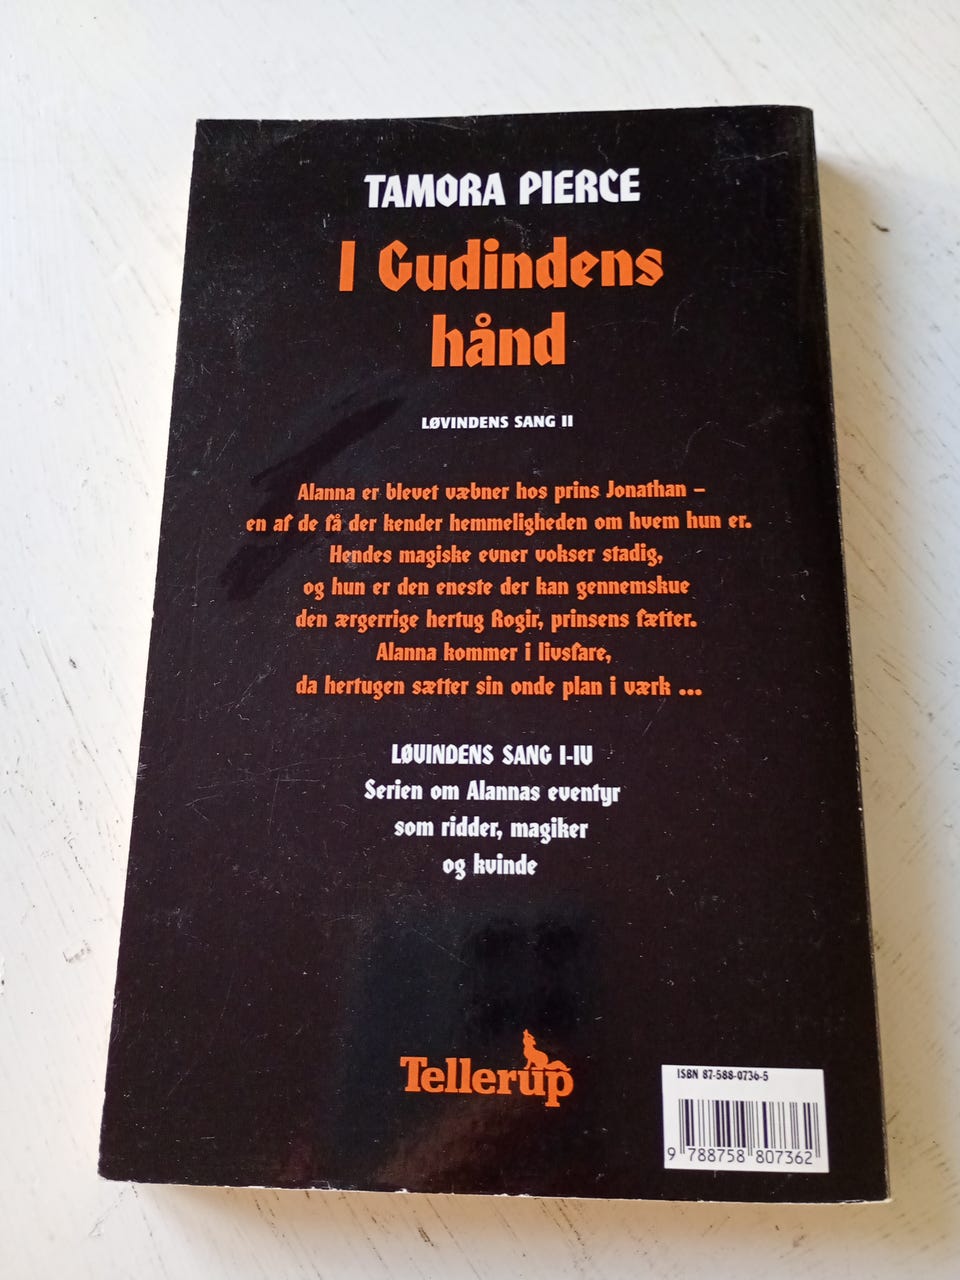 TAMORA PIERCE
I Gudindens
hånd
LØVINDENS SANG II
Alanna er blevet væbner hos prins Jonathan –
en af de få der kender hemmeligheden om hvem hun er.
Hendes magiske evner vokser stadig,
og hun er den eneste der kan gennemskue
den ærgerrige hertug Rogir, prinsens fætter.
Alanna kommer i livsfare,
da hertugen sætter sin onde plan i værk ...
LØVINDENS SANG I-IV
Serien om Alannas eventyr
som ridder, magiker
og kvinde
Tellerup
ISBN 87-588-0736-5
9 788758 807362